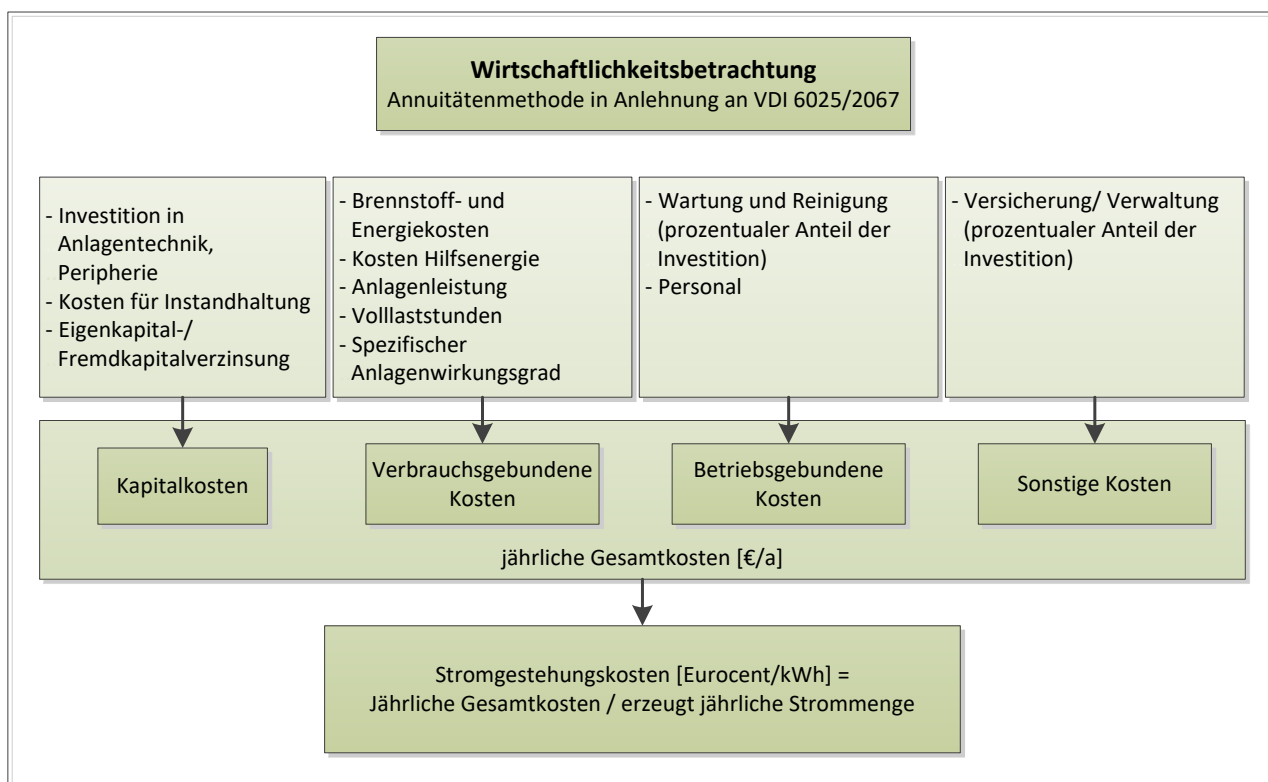 Wirtschaftlichkeitsbetrachtung
Annuitätenmethode in Anlehnung an VDI 6025/2067
- Investition in
Anlagentechnik,
Peripherie
- Kosten für Instandhaltung
- Eigenkapital-/
Fremdkapitalverzinsung
- Brennstoff- und
Energiekosten
- Kosten Hilfsenergie
- Anlagenleistung
- Volllaststunden
- Spezifischer
Anlagenwirkungsgrad
- Wartung und Reinigung
(prozentualer Anteil der
Investition)
- Personal
- Versicherung/ Verwaltung
(prozentualer Anteil der
Investition)
Kapitalkosten
Verbrauchsgebundene
Kosten
Betriebsgebundene
Kosten
Sonstige Kosten
jährliche Gesamtkosten [€/a]
Stromgestehungskosten [Eurocent/kWh] =
Jährliche Gesamtkosten / erzeugt jährliche Strommenge